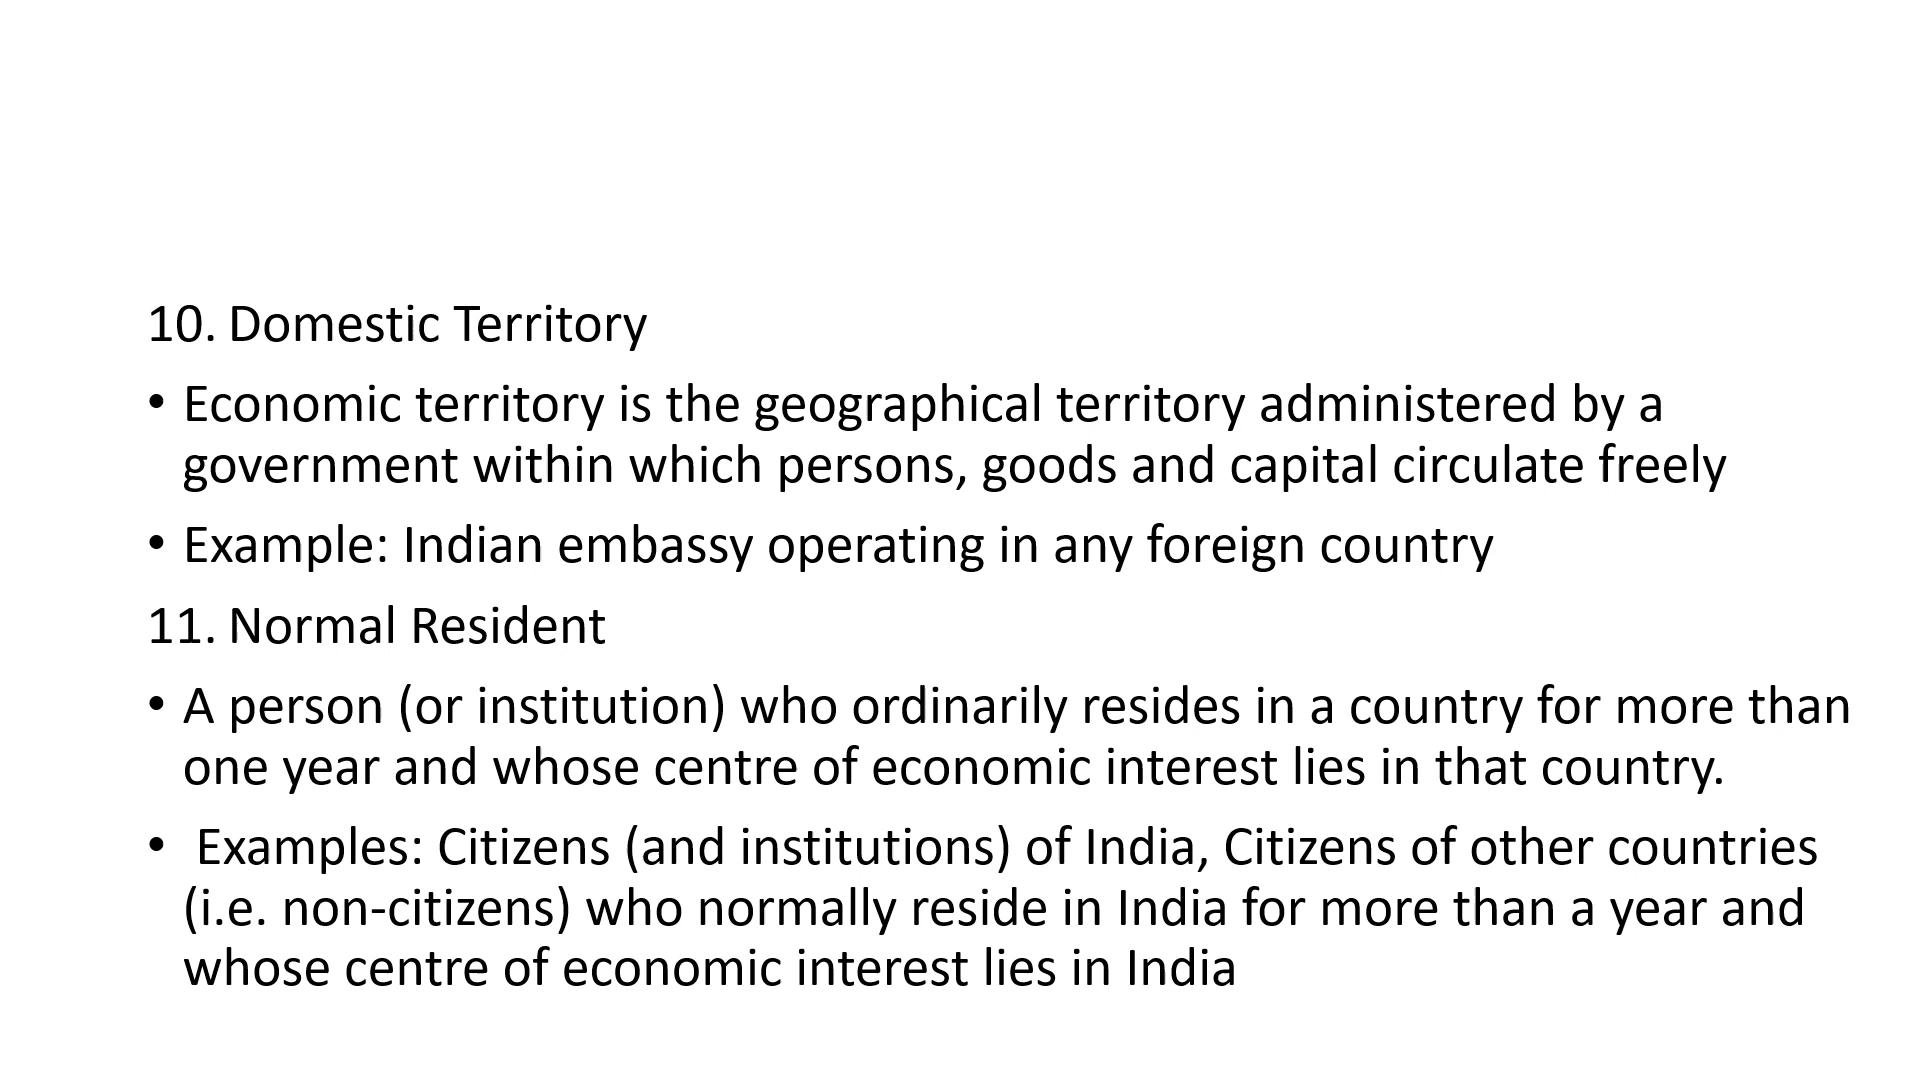 10. Domestic Territory
• Economic territory is the geographical territory administered by a
government within which persons, goods and capital circulate freely
• Example: Indian embassy operating in any foreign country
11. Normal Resident
• A person (or institution) who ordinarily resides in a country for more than
one year and whose centre of economic interest lies in that country.
• Examples: Citizens (and institutions) of India, Citizens of other countries
(i.e. non-citizens) who normally reside in India for more than a year and
whose centre of economic interest lies in India